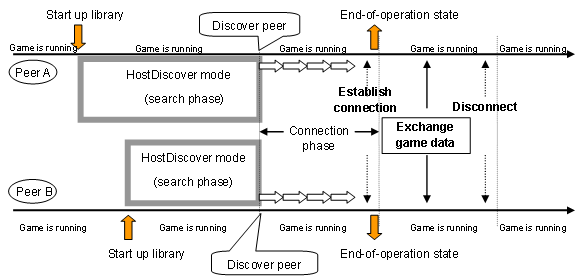 Start up library
Discover peer
End-of-operation state
Game is running
Game is running
Game is running
Game is running
Game is running
Peer A
HostDiscover mode
(search phase)
Establish
connection
Disconnect
Connection
phase
Exchange
game data
HostDiscover mode
(search phase)
Peer B
Game is running
Game is running
Game is running
Game is running
Game is running
Start up library
Discover peer
End-of-operation state